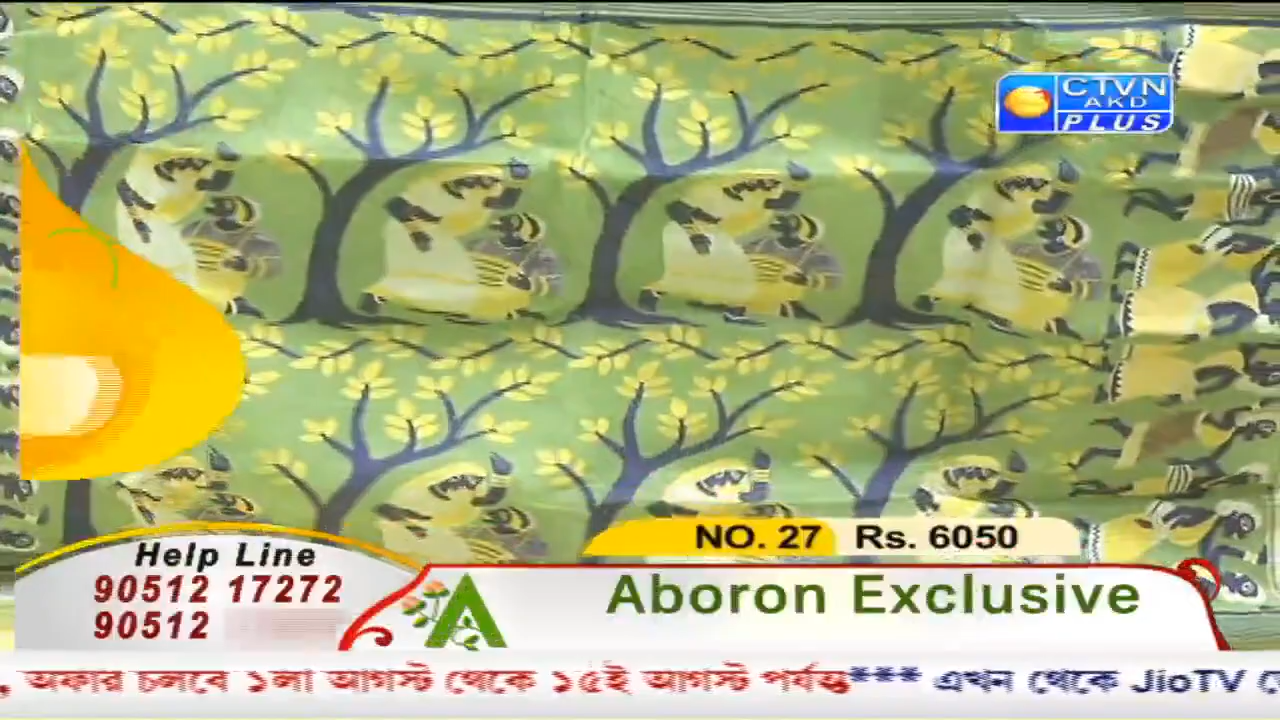 CTVN
AKD
PLUS
NO. 27 Rs. 6050
Help Line
90512 17272
90512
Aboron Exclusive
অফার চলবে ১লা আগস্ট থেকে ১৫ই আগস্ট পর্যন্ত*** এখন থেকে JioTV